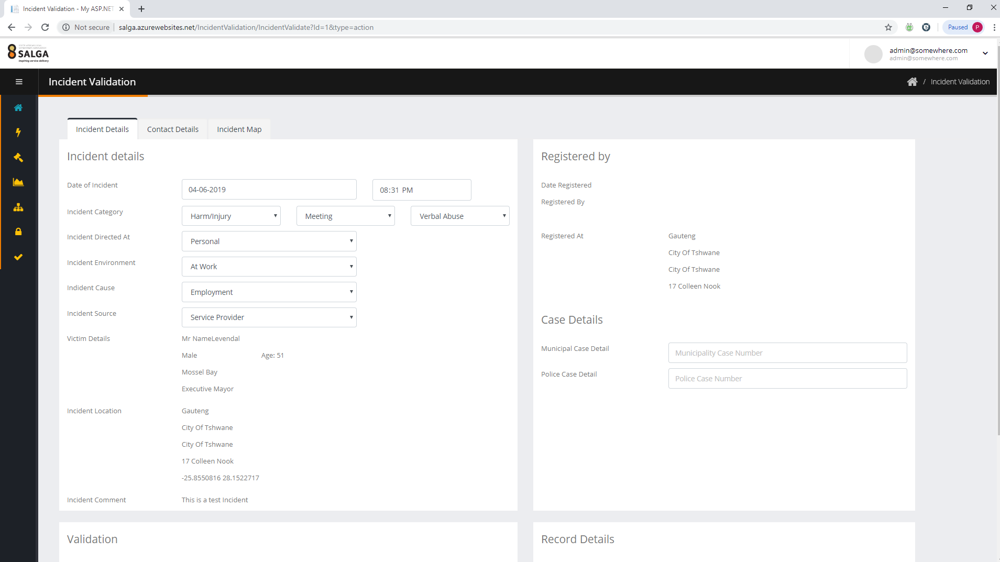 Incident Validation - My ASP.NET
Not secure
salga.azurewebsites.net/IncidentValidation/IncidentValidate?Id=1&type=action
Paused
P
SALGA
Inspiring service delivery
admin@somewhere.com
admin@somewhere.com
Incident Validation
/ Incident Validation
Incident Details
Contact Details
Incident Map
Incident details
Date of Incident
04-06-2019
08:31 PM
Incident Category
Harm/Injury
Meeting
Verbal Abuse
Incident Directed At
Personal
Incident Environment
At Work
Indident Cause
Employment
Incident Source
Service Provider
Victim Details
Mr NameLevendal
Male
Age: 51
Mossel Bay
Executive Mayor
Incident Location
Gauteng
City Of Tshwane
City Of Tshwane
17 Colleen Nook
-25.8550816 28.1522717
Incident Comment
This is a test Incident
Registered by
Date Registered
Registered By
Registered At
Gauteng
City Of Tshwane
City Of Tshwane
17 Colleen Nook
Case Details
Municipal Case Detail
Municipality Case Number
Police Case Detail
Police Case Number
Validation
Record Details